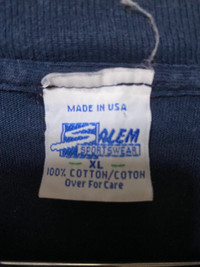 MADE IN USA
SALEM
SPORTSWEAR
XL
100% COTTON/COTON
Over For Care